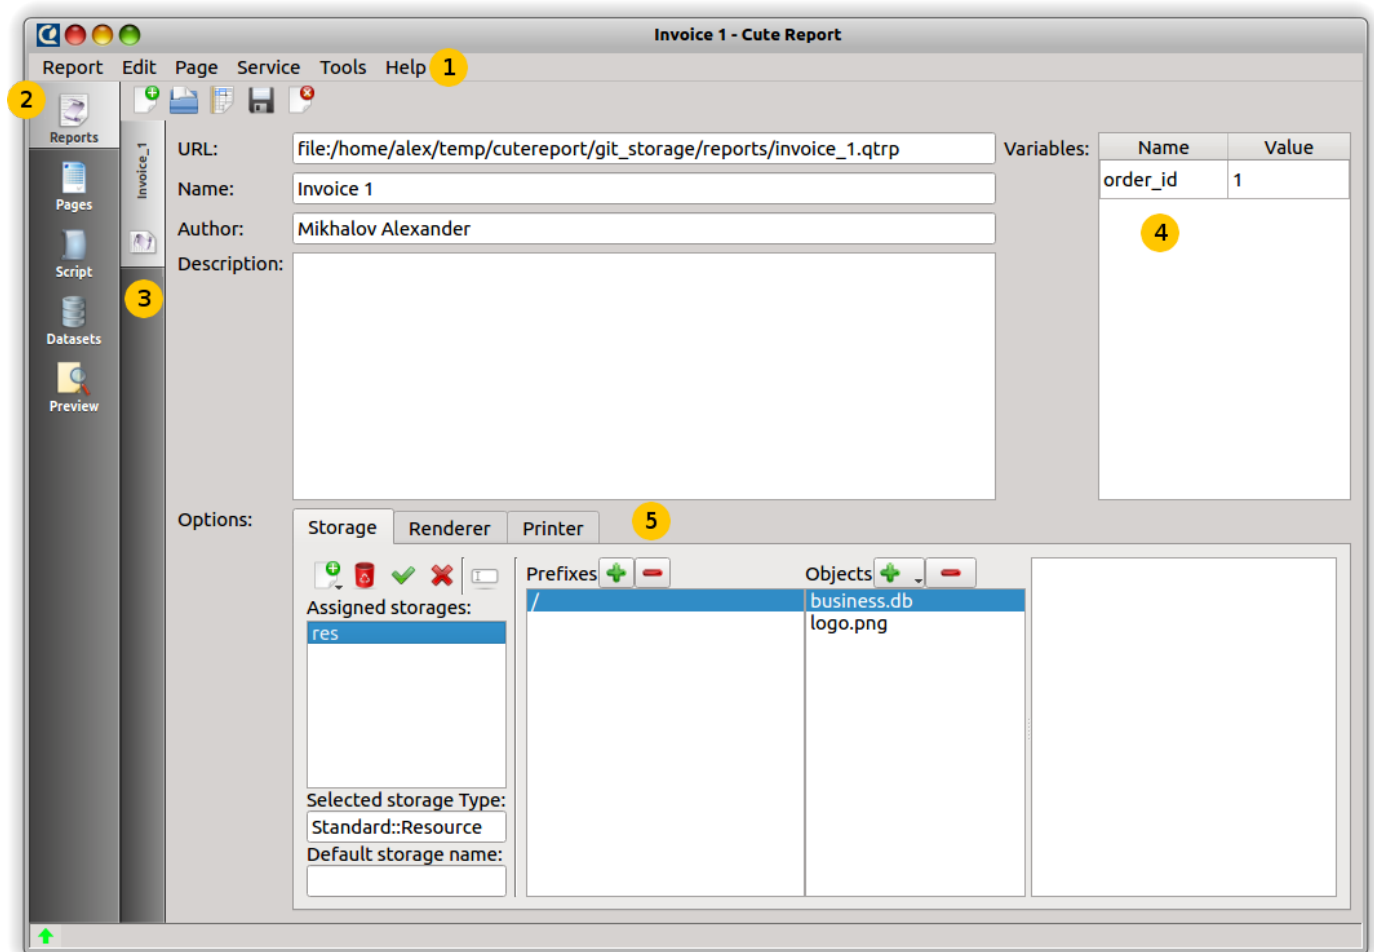 Invoice 1 - Cute Report
Report Edit Page Service Tools Help 1
2
Reports
Pages
Script
Datasets
Preview
Invoice_1
3
URL: file:/home/alex/temp/cutereport/git_storage/reports/invoice_1.qtrp
Name: Invoice 1
Author: Mikhalov Alexander
Description:
Variables: Name Value
order_id 1
4
Options: Storage Renderer Printer 5
Assigned storages:
res
Selected storage Type:
Standard::Resource
Default storage name:
Prefixes
/
Objects
business.db
logo.png